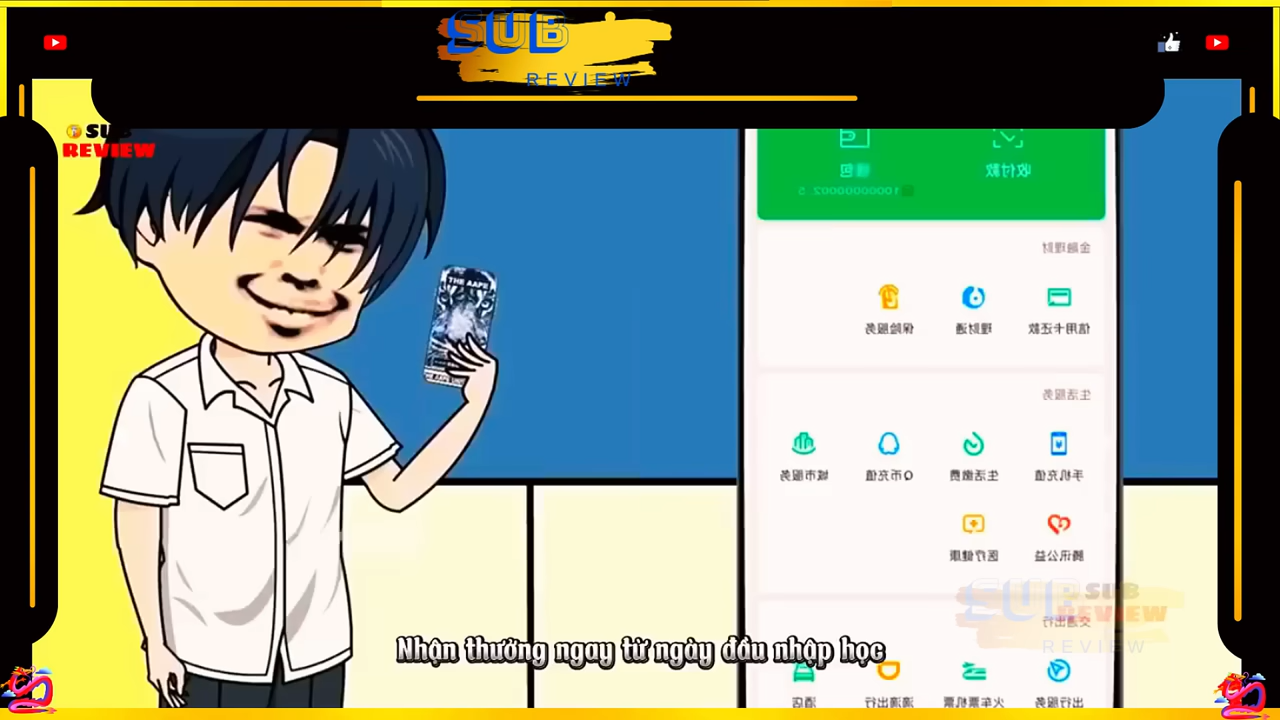 SUB
REVIEW
SUB
REVIEW
THE AAPE
收付款
钱包
金融理财
信用卡还款
理财通
保险服务
生活服务
手机充值
生活缴费
Q币充值
城市服务
腾讯公益
医疗健康
交通出行
SUB
REVIEW
SUB
REVIEW
出行服务
火车票机票
滴滴出行
酒店
Nhận thưởng ngay từ ngày đầu nhập học